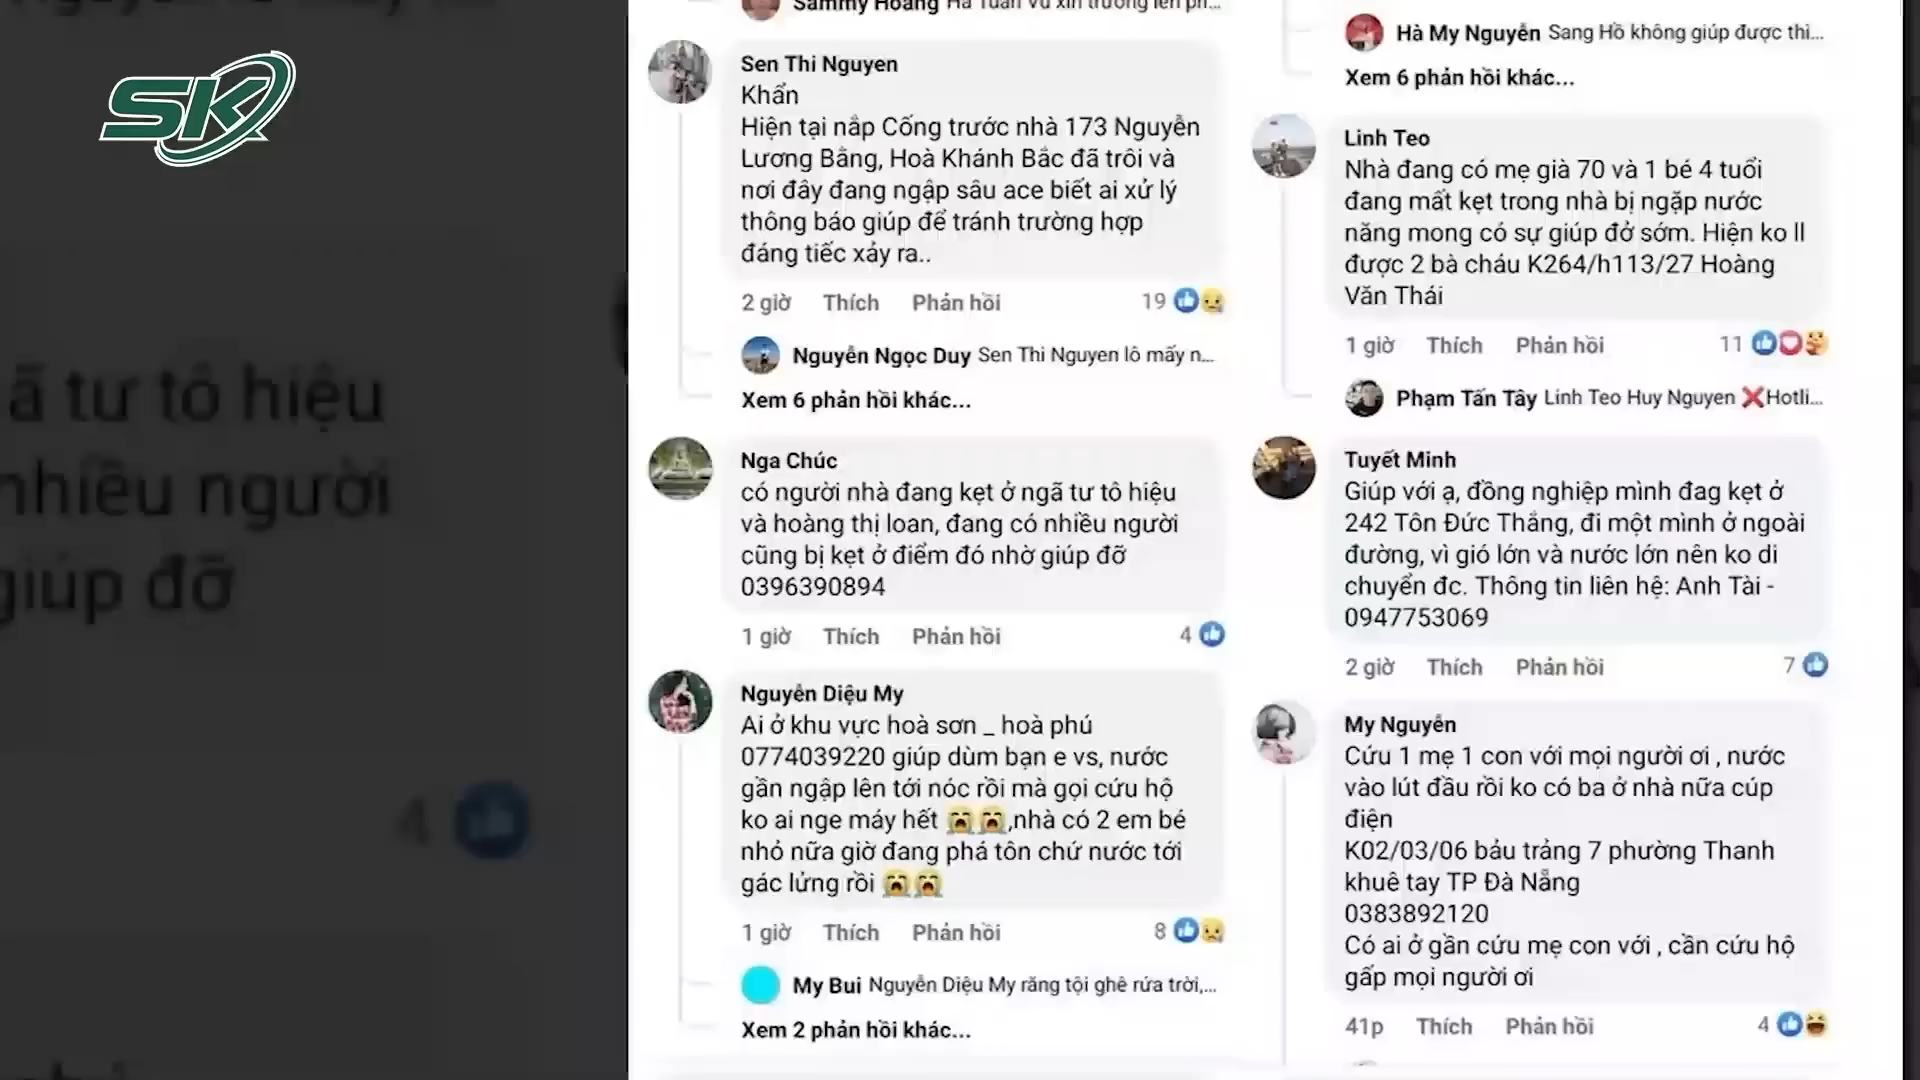 SK
ã tư tô hiệu
nhiều người
giúp đỡ
4
Sammy Hoang Hà Tuấn Vũ xin trưởng lên ph...
Sen Thi Nguyen
Khẩn
Hiện tại nắp Cống trước nhà 173 Nguyễn
Lương Bằng, Hoà Khánh Bắc đã trôi và
nơi đây đang ngập sâu ace biết ai xử lý
thông báo giúp để tránh trường hợp
đáng tiếc xảy ra..
2 giờ Thích Phản hồi 19
Nguyễn Ngọc Duy Sen Thi Nguyen lô mấy n...
Xem 6 phản hồi khác...
Nga Chúc
có người nhà đang kẹt ở ngã tư tô hiệu
và hoàng thị loan, đang có nhiều người
cũng bị kẹt ở điểm đó nhờ giúp đỡ
0396390894
1 giờ Thích Phản hồi 4
Nguyễn Diệu My
Ai ở khu vực hoà sơn _ hoà phú
0774039220 giúp dùm bạn e vs, nước
gần ngập lên tới nóc rồi mà gọi cứu hộ
ko ai nge máy hết 😭😭,nhà có 2 em bé
nhỏ nữa giờ đang phá tôn chứ nước tới
gác lửng rồi 😭😭
1 giờ Thích Phản hồi 8
My Bui Nguyễn Diệu My răng tội ghê rứa trời,...
Xem 2 phản hồi khác...
Hà My Nguyễn Sang Hồ không giúp được thì...
Xem 6 phản hồi khác...
Linh Teo
Nhà đang có mẹ già 70 và 1 bé 4 tuổi
đang mất kẹt trong nhà bị ngặp nước
năng mong có sự giúp đở sớm. Hiện ko ll
được 2 bà cháu K264/h113/27 Hoàng
Văn Thái
1 giờ Thích Phản hồi 11
Phạm Tấn Tây Linh Teo Huy Nguyen ❌Hotli...
Tuyết Minh
Giúp với ạ, đồng nghiệp mình đag kẹt ở
242 Tôn Đức Thắng, đi một mình ở ngoài
đường, vì gió lớn và nước lớn nên ko di
chuyển đc. Thông tin liên hệ: Anh Tài -
0947753069
2 giờ Thích Phản hồi 7
My Nguyễn
Cứu 1 mẹ 1 con với mọi người ơi , nước
vào lút đầu rồi ko có ba ở nhà nữa cúp
điện
K02/03/06 bàu trảng 7 phường Thanh
khuê tay TP Đà Nẵng
0383892120
Có ai ở gần cứu mẹ con với , cần cứu hộ
gấp mọi người ơi
41p Thích Phản hồi 4